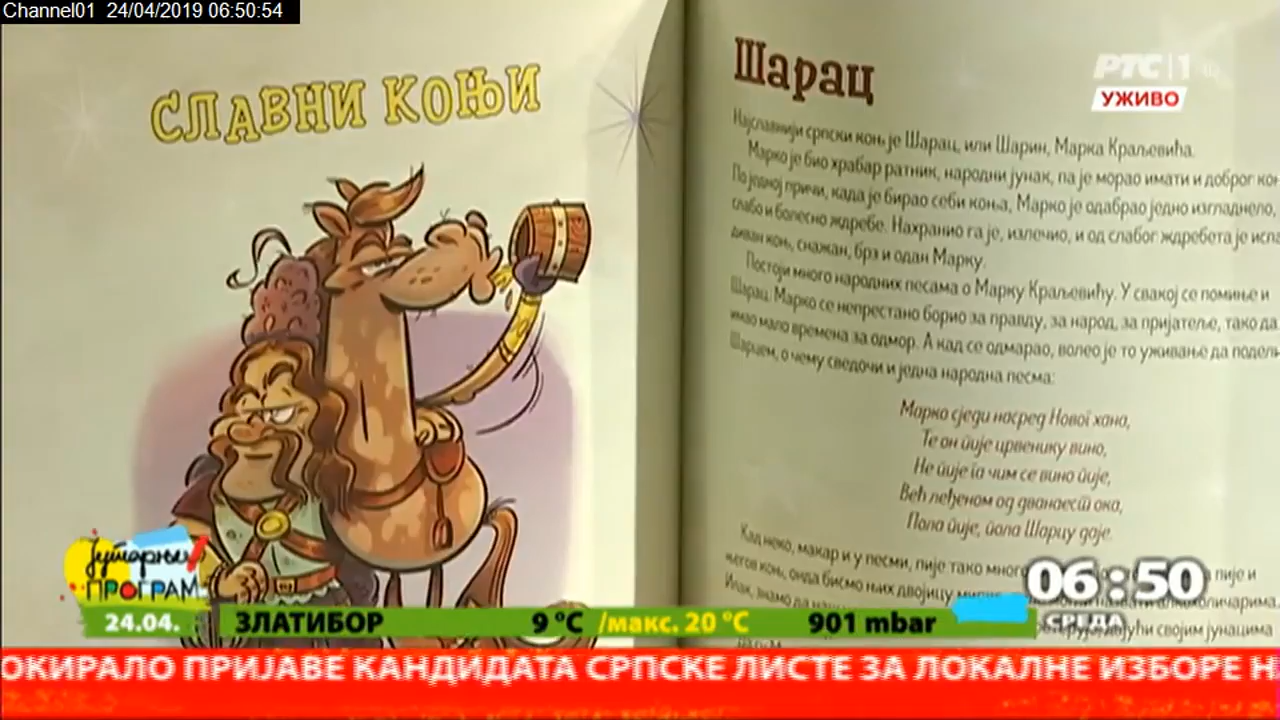 Channel01 24/04/2019 06:50:54
РТС 1
УЖИВО
СЛАВНИ КОЊИ
Шарац
Најславнији српски коњ је Шарац, или Шарин, Марка Краљевића.
Марко је био храбар ратник, народни јунак, па је морао имати и доброг
По једној причи, када је бирао себи коња, Марко је одабрао једно изгладнело,
слабо и болесно ждребе. Нахранио га је, излечио, и од слабог ждребета је
диван коњ, снажан, брз и одан Марку.
Постоји много народних песама о Марку Краљевићу. У свакој се помиње и
Шарац. Марко се непрестано борио за правду, за народ, за пријатеље, тако да
имао мало времена за одмор. А кад се одмарао, волео је то уживање да
Шарцем, о чему сведочи и једна народна песма:
Марко сједи насред Новог хана,
Те он пије црвенику вино,
Не пије га чим се вино пије,
Већ леђеном од дванаест ока,
Пола пије, пола Шарцу даје.
Кад неко, макар и у песми, пије тако пије и
његов коњ, онда бисмо њих двојицу
Ипак, знамо да својим јунацима
Јутарњи
ПРОГРАМ
06:50
24.04. ЗЛАТИБОР 9 °C /макс. 20 °C 901 mbar СРЕДА
ОКИРАЛО ПРИЈАВЕ КАНДИДАТА СРПСКЕ ЛИСТЕ ЗА ЛОКАЛНЕ ИЗБОРЕ